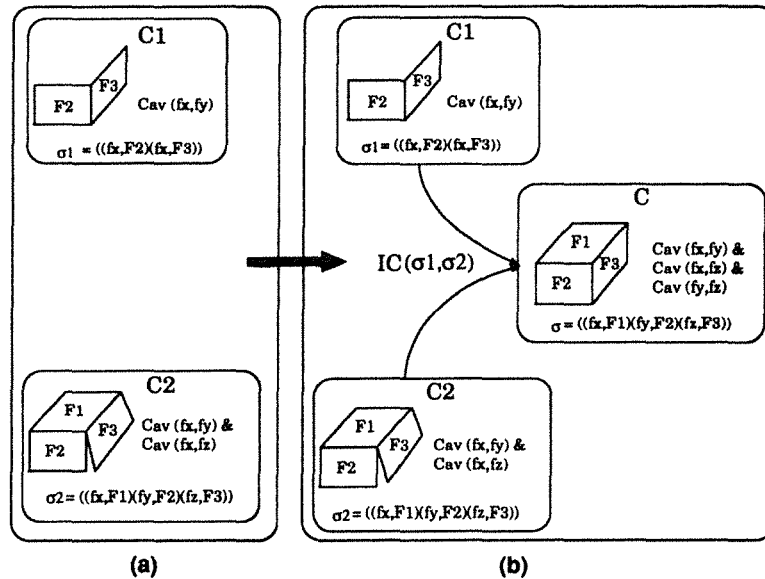 C1
F3
F2
Cav (fx,fy)
σ1 = ((fx,F2)(fx,F3))
C2
F1
F3
F2
Cav (fx,fy) &
Cav (fx,fz)
σ2= ((fx,F1)(fy,F2)(fz,F3))
(a)
C1
F3
F2
Cav (fx,fy)
σ1= ((fx,F2)(fx,F3))
IC(σ1,σ2)
C
F1
F3
F2
Cav (fx,fy) &
Cav (fx,fz) &
Cav (fy,fz)
σ= ((fx,F1)(fy,F2)(fz,F3))
C2
F1
F3
F2
Cav (fx,fy) &
Cav (fx,fz)
σ2= ((fx,F1)(fy,F2)(fz,F3))
(b)